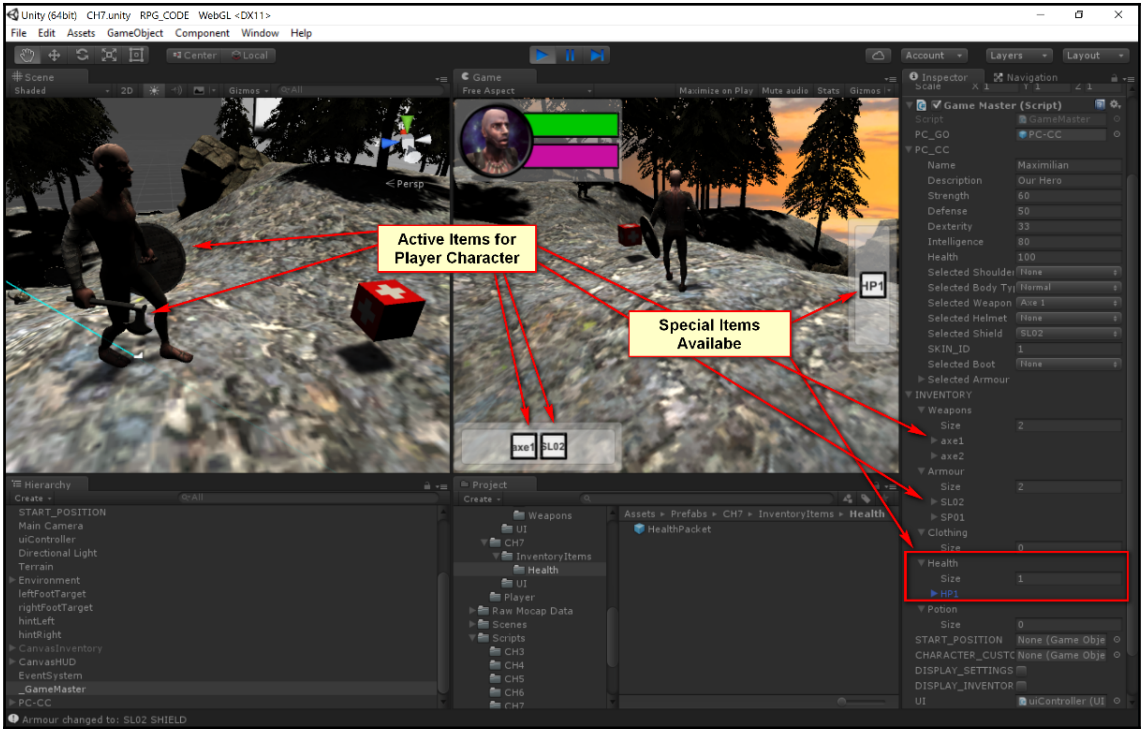 Unity (64bit) CH7.unity RPG_CODE WebGL <DX11>
File Edit Assets GameObject Component Window Help
Center Local
Account Layers Layout
Scene
Shaded 2D Gizmos All
Persp
Game
Free Aspect Maximize on Play Mute audio Stats Gizmos
Active Items for
Player Character
Special Items
Availabe
HP1
axe1 SL02
Inspector Navigation
Scale X 1 Y 1 Z 1
Game Master (Script)
Script GameMaster
PC_GO PC-CC
PC_CC
Name Maximilian
Description Our Hero
Strength 60
Defense 50
Dexterity 33
Intelligence 80
Health 100
Selected Shoulder None
Selected Body Typ Normal
Selected Weapon Axe 1
Selected Helmet None
Selected Shield SL02
SKIN_ID 1
Selected Boot None
Selected Armour
INVENTORY
Weapons
Size 2
axe1
axe2
Armour
Size 2
SL02
SP01
Clothing
Size 0
Health
Size 1
HP1
Potion
Size 0
START_POSITION None (Game Obje
CHARACTER_CUSTC None (Game Obje
DISPLAY_SETTINGS
DISPLAY_INVENTOR
UI uiController (UI
Hierarchy
Create All
START_POSITION
Main Camera
uiController
Directional Light
Terrain
Environment
leftFootTarget
rightFootTarget
hintLeft
hintRight
CanvasInventory
CanvasHUD
EventSystem
_GameMaster
PC-CC
Project
Create
Weapons
UI
CH7
InventoryItems
Health
UI
Player
Raw Mocap Data
Scenes
Scripts
CH3
CH4
CH5
CH6
CH7
Assets Prefabs CH7 InventoryItems Health
HealthPacket
Armour changed to: SL02 SHIELD